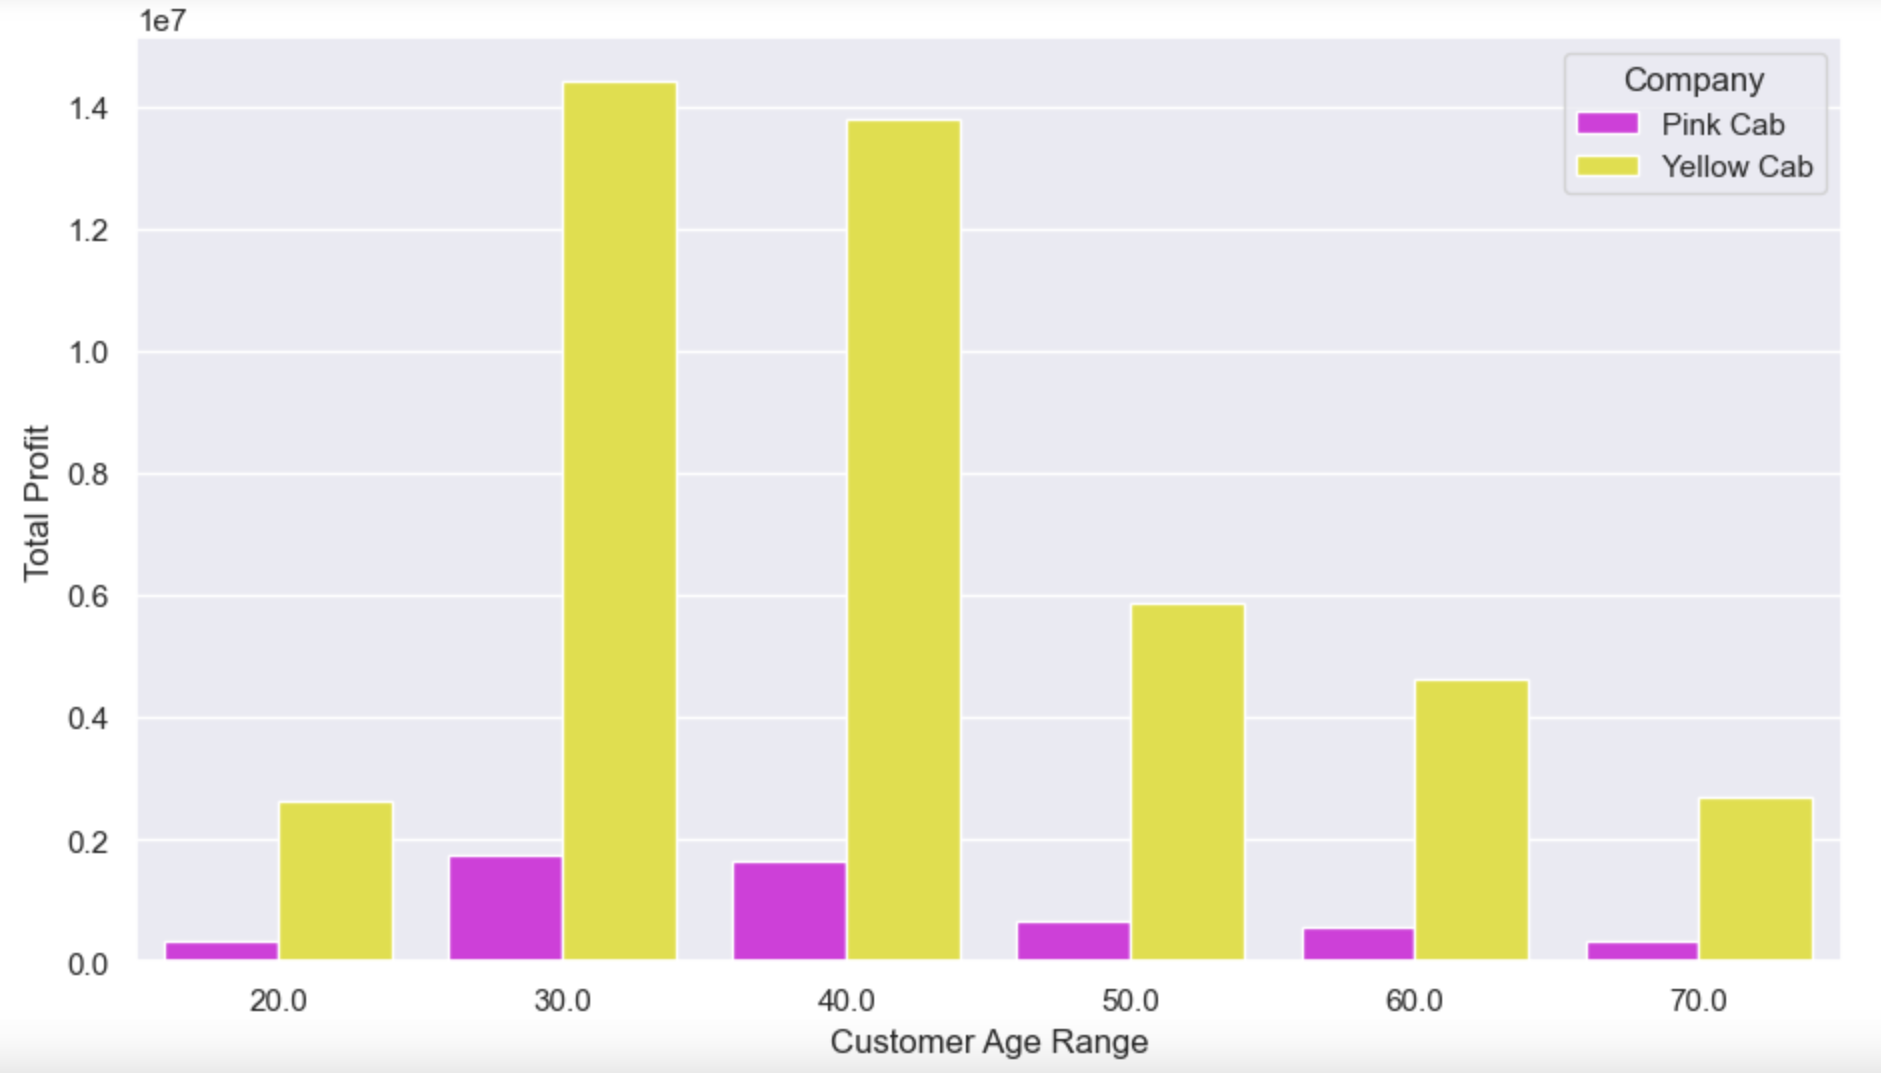 1e7
1.4
1.2
1.0
0.8
0.6
0.4
0.2
0.0
Total Profit
Company
Pink Cab
Yellow Cab
20.0 30.0 40.0 50.0 60.0 70.0
Customer Age Range